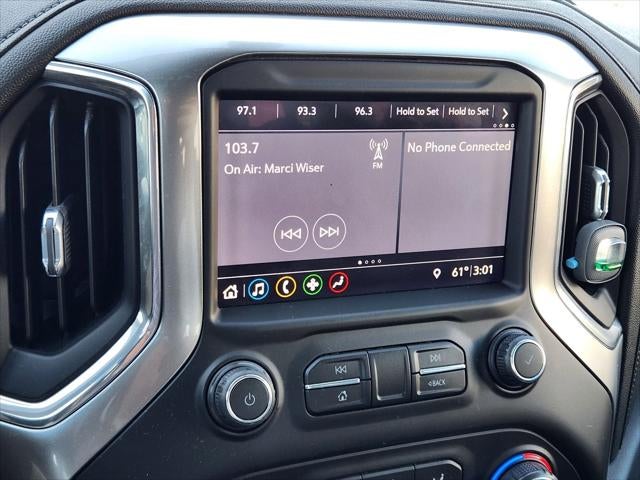 97.1 93.3 96.3 Hold to Set Hold to Set
103.7
FM
On Air: Marci Wiser
No Phone Connected
61° 3:01
BACK